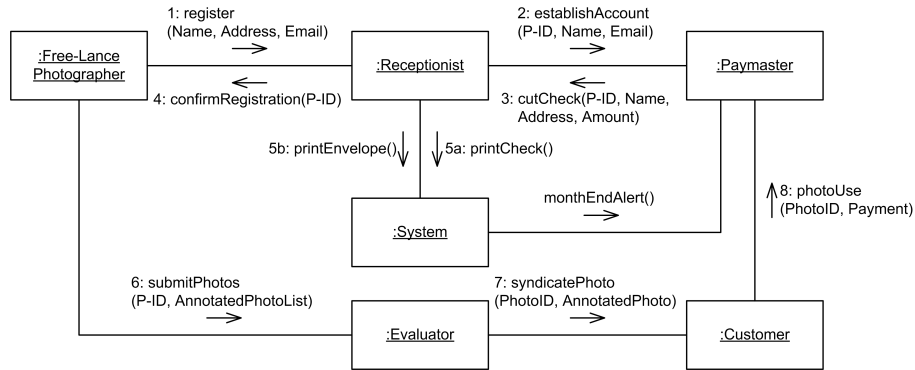 1: register
(Name, Address, Email)
2: establishAccount
(P-ID, Name, Email)
:Free-Lance
Photographer
:Receptionist
:Paymaster
4: confirmRegistration(P-ID)
3: cutCheck(P-ID, Name,
Address, Amount)
5b: printEnvelope()
5a: printCheck()
monthEndAlert()
8: photoUse
(PhotoID, Payment)
:System
6: submitPhotos
(P-ID, AnnotatedPhotoList)
7: syndicatePhoto
(PhotoID, AnnotatedPhoto)
:Evaluator
:Customer